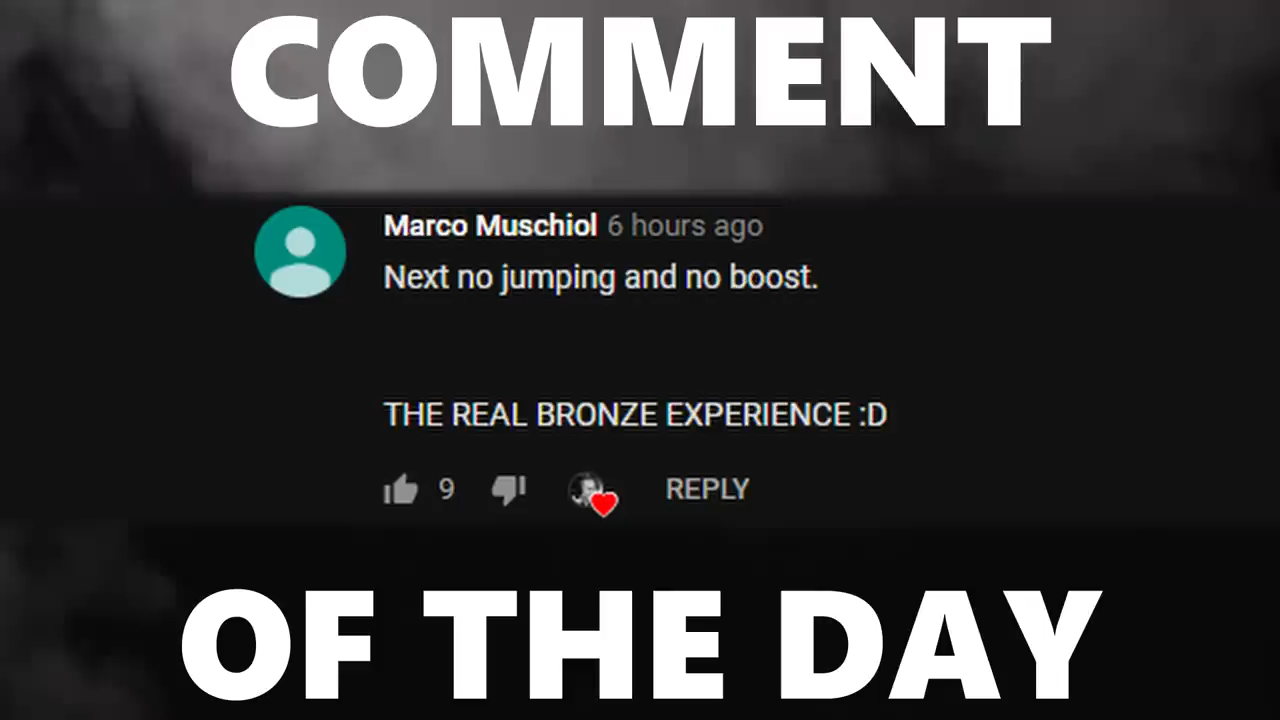 COMMENT
Marco Muschiol 6 hours ago
Next no jumping and no boost.
THE REAL BRONZE EXPERIENCE :D
9 REPLY
OF THE DAY